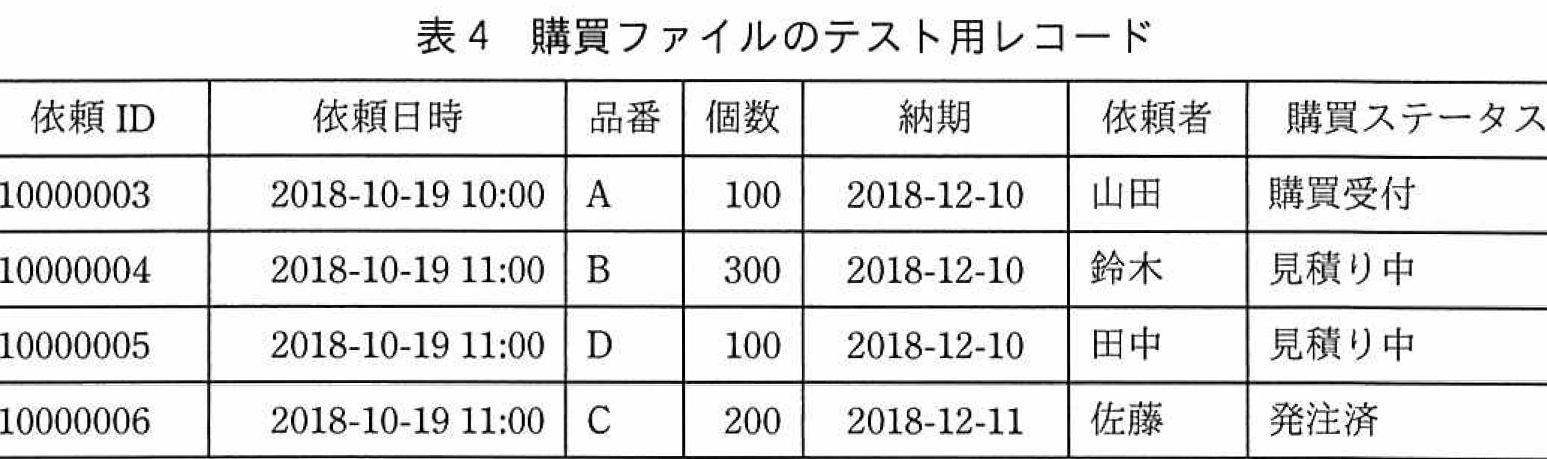 表4 購買ファイルのテスト用レコード
依頼ID 依頼日時 品番 個数 納期 依頼者 購買ステータス
10000003 2018-10-19 10:00 A 100 2018-12-10 山田 購買受付
10000004 2018-10-19 11:00 B 300 2018-12-10 鈴木 見積り中
10000005 2018-10-19 11:00 D 100 2018-12-10 田中 見積り中
10000006 2018-10-19 11:00 C 200 2018-12-11 佐藤 発注済